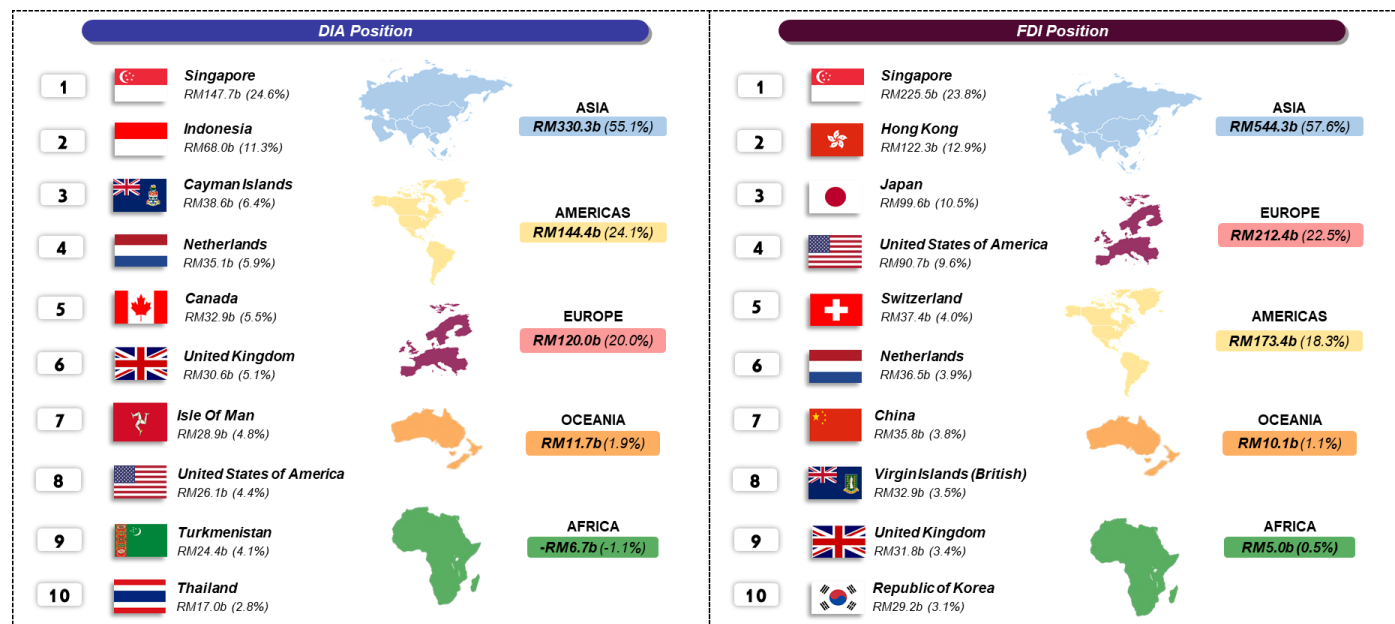 DIA Position
1
Singapore
RM147.7b (24.6%)
2
Indonesia
RM68.0b (11.3%)
3
Cayman Islands
RM38.6b (6.4%)
4
Netherlands
RM35.1b (5.9%)
5
Canada
RM32.9b (5.5%)
6
United Kingdom
RM30.6b (5.1%)
7
Isle Of Man
RM28.9b (4.8%)
8
United States of America
RM26.1b (4.4%)
9
Turkmenistan
RM24.4b (4.1%)
10
Thailand
RM17.0b (2.8%)
ASIA
RM330.3b (55.1%)
AMERICAS
RM144.4b (24.1%)
EUROPE
RM120.0b (20.0%)
OCEANIA
RM11.7b (1.9%)
AFRICA
-RM6.7b (-1.1%)
FDI Position
1
Singapore
RM225.5b (23.8%)
2
Hong Kong
RM122.3b (12.9%)
3
Japan
RM99.6b (10.5%)
4
United States of America
RM90.7b (9.6%)
5
Switzerland
RM37.4b (4.0%)
6
Netherlands
RM36.5b (3.9%)
7
China
RM35.8b (3.8%)
8
Virgin Islands (British)
RM32.9b (3.5%)
9
United Kingdom
RM31.8b (3.4%)
10
Republic of Korea
RM29.2b (3.1%)
ASIA
RM544.3b (57.6%)
EUROPE
RM212.4b (22.5%)
AMERICAS
RM173.4b (18.3%)
OCEANIA
RM10.1b (1.1%)
AFRICA
RM5.0b (0.5%)